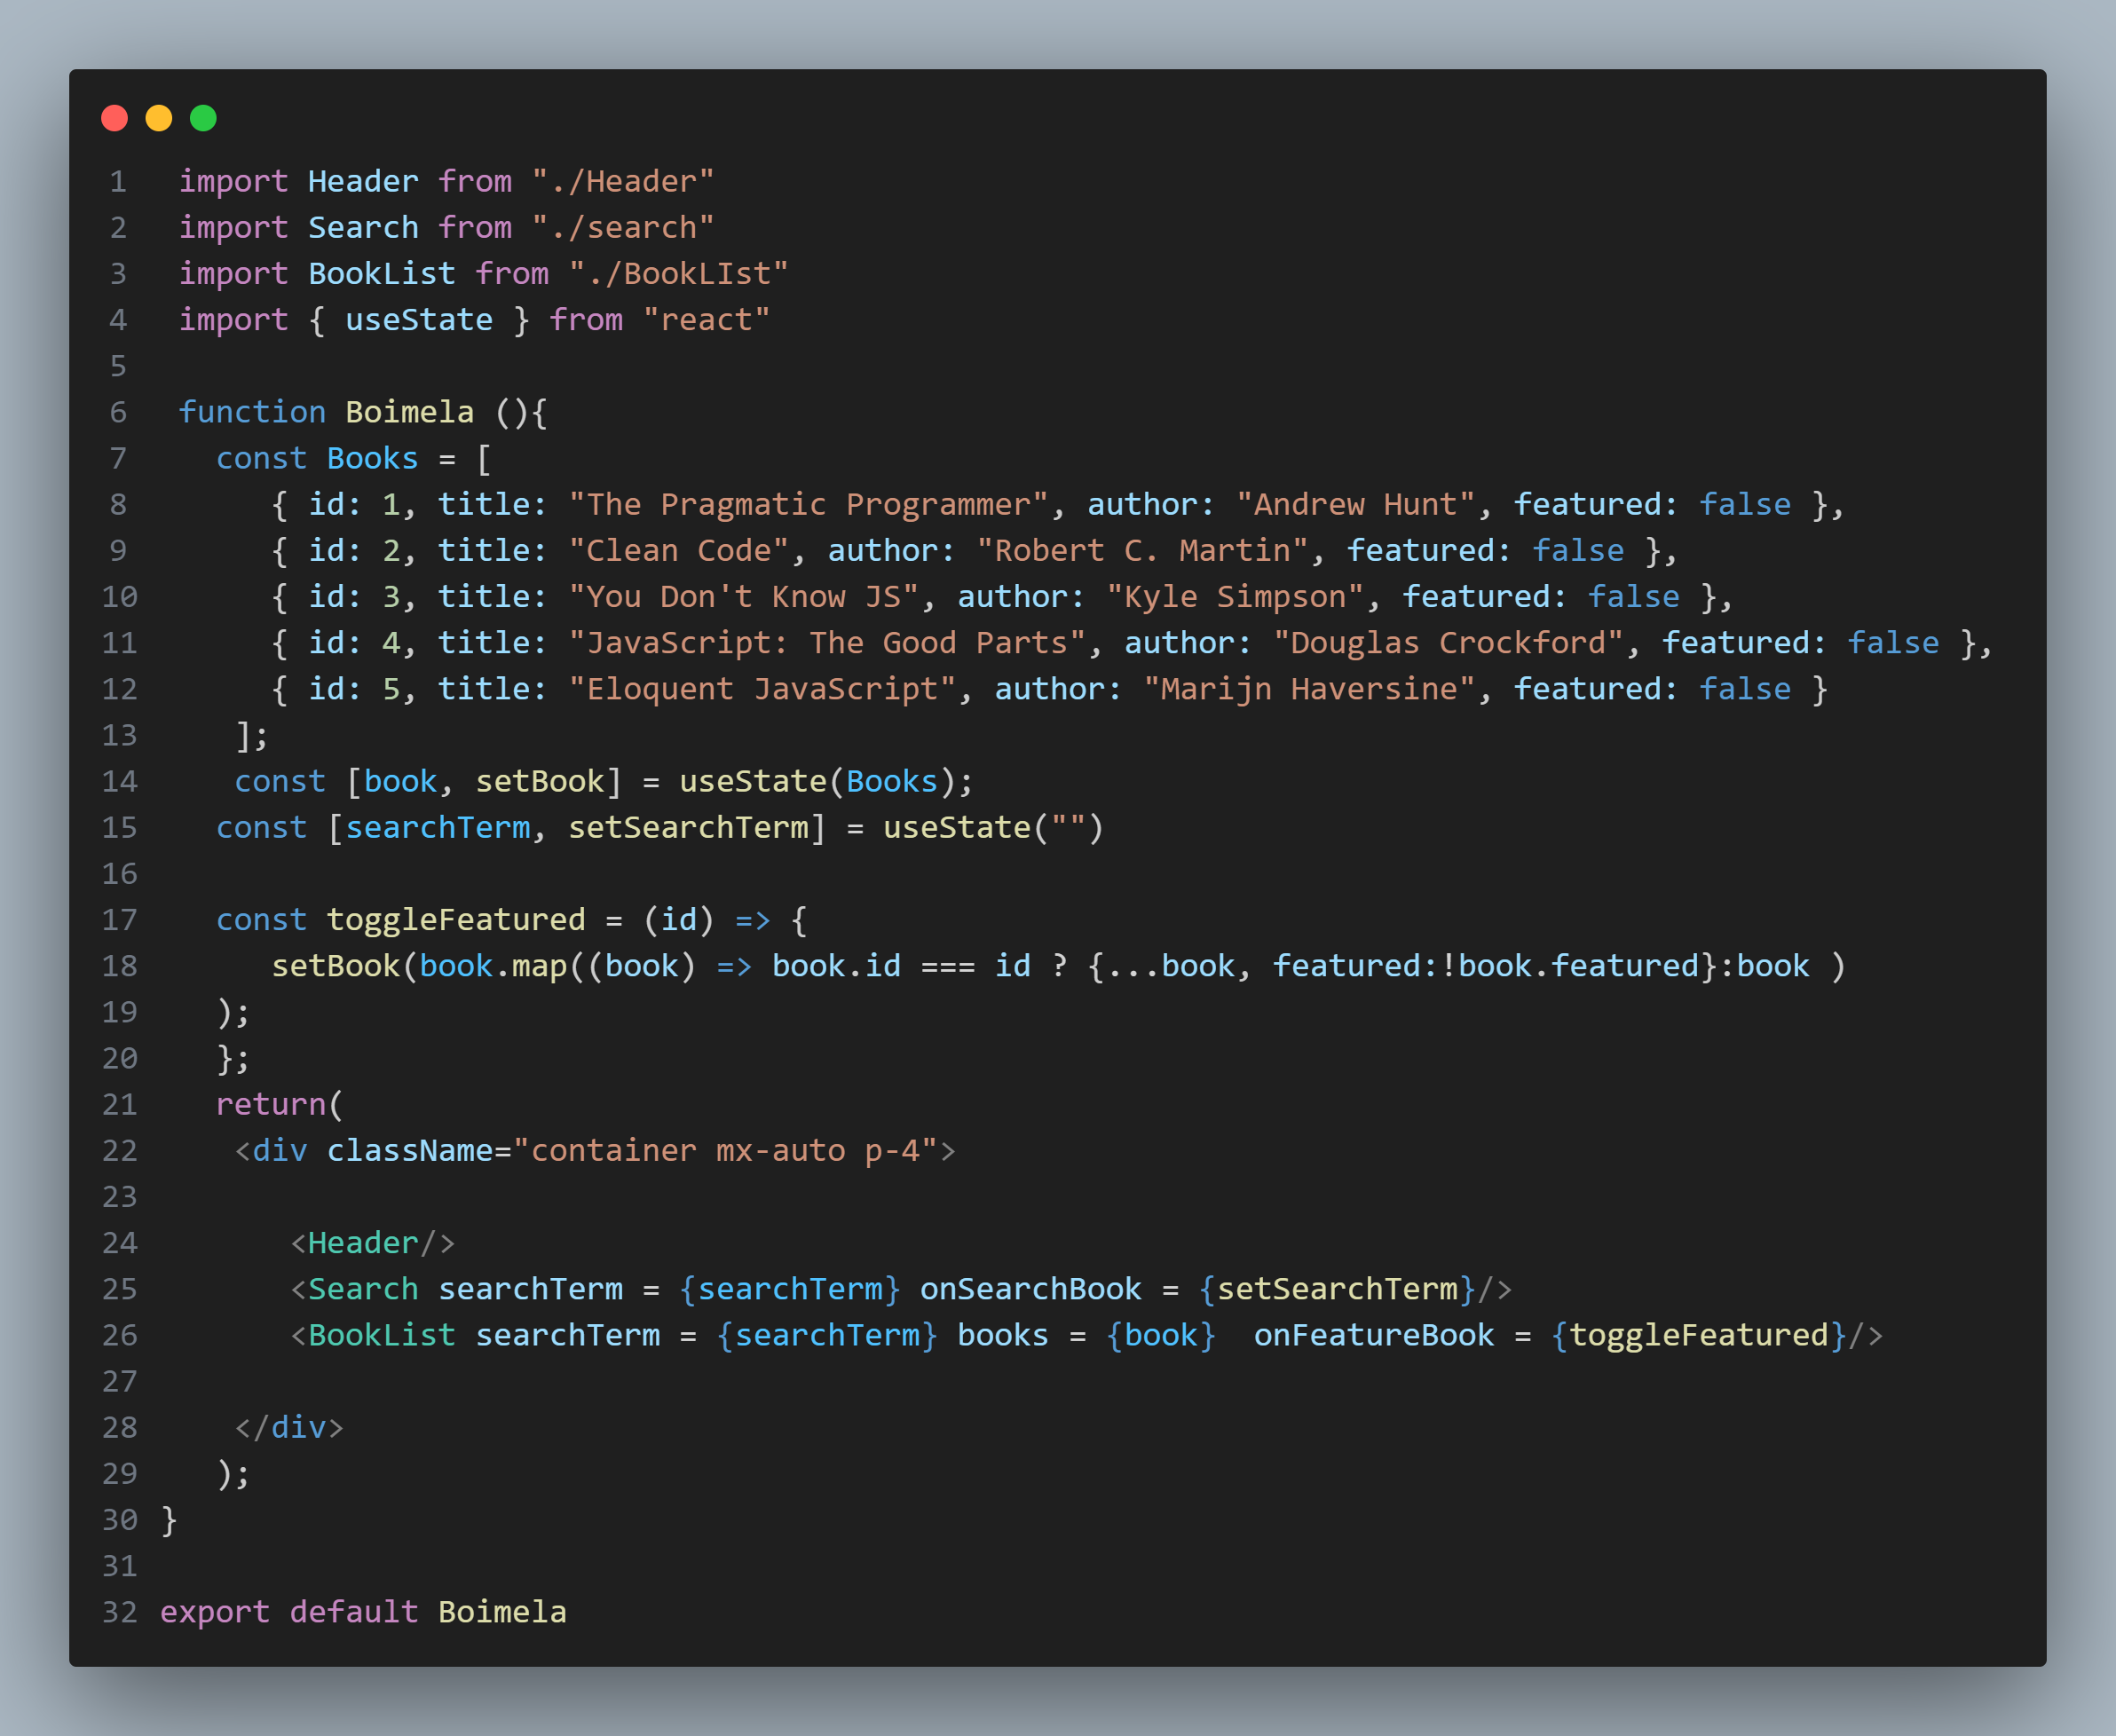 1 import Header from "./Header"
2 import Search from "./search"
3 import BookList from "./BookLIst"
4 import { useState } from "react"
5
6 function Boimela (){
7   const Books = [
8      { id: 1, title: "The Pragmatic Programmer", author: "Andrew Hunt", featured: false },
9      { id: 2, title: "Clean Code", author: "Robert C. Martin", featured: false },
10      { id: 3, title: "You Don't Know JS", author: "Kyle Simpson", featured: false },
11      { id: 4, title: "JavaScript: The Good Parts", author: "Douglas Crockford", featured: false },
12      { id: 5, title: "Eloquent JavaScript", author: "Marijn Haversine", featured: false }
13    ];
14    const [book, setBook] = useState(Books);
15   const [searchTerm, setSearchTerm] = useState("")
16
17   const toggleFeatured = (id) => {
18      setBook(book.map((book) => book.id === id ? {...book, featured:!book.featured}:book )
19   );
20   };
21   return(
22    <div className="container mx-auto p-4">
23
24       <Header/>
25       <Search searchTerm = {searchTerm} onSearchBook = {setSearchTerm}/>
26       <BookList searchTerm = {searchTerm} books = {book}  onFeatureBook = {toggleFeatured}/>
27
28    </div>
29   );
30 }
31
32 export default Boimela